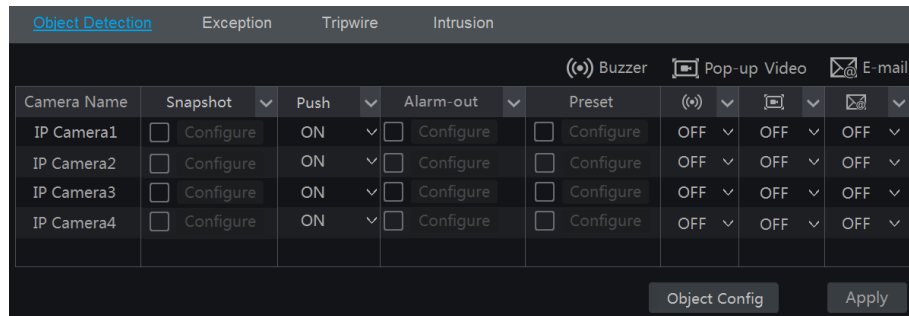 Object Detection Exception Tripwire Intrusion
Buzzer Pop-up Video E-mail
Camera Name Snapshot Push Alarm-out Preset
IP Camera1 Configure ON Configure Configure OFF OFF OFF
IP Camera2 Configure ON Configure Configure OFF OFF OFF
IP Camera3 Configure ON Configure Configure OFF OFF OFF
IP Camera4 Configure ON Configure Configure OFF OFF OFF
Object Config Apply